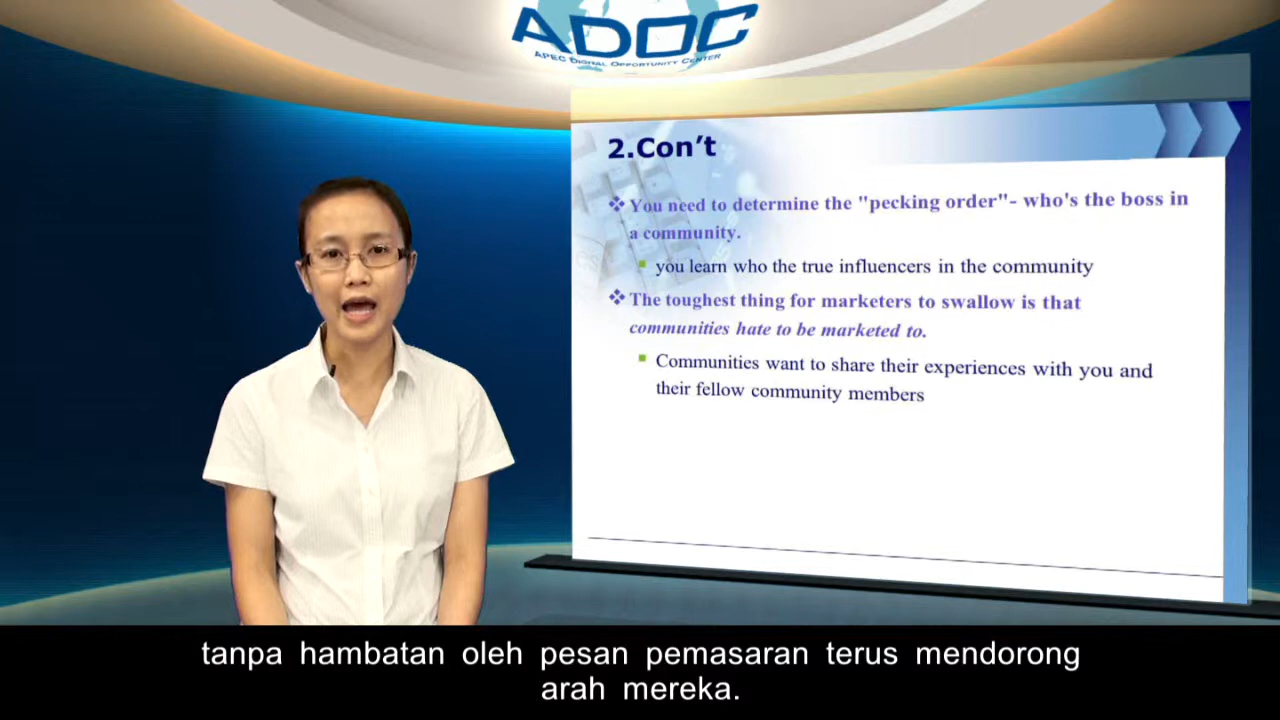 ADOC
APEC DIGITAL OPPORTUNITY CENTER
2.Con't
You need to determine the "pecking order"- who's the boss in
a community.
you learn who the true influencers in the community
The toughest thing for marketers to swallow is that
communities hate to be marketed to.
Communities want to share their experiences with you and
their fellow community members
tanpa hambatan oleh pesan pemasaran terus mendorong
arah mereka.